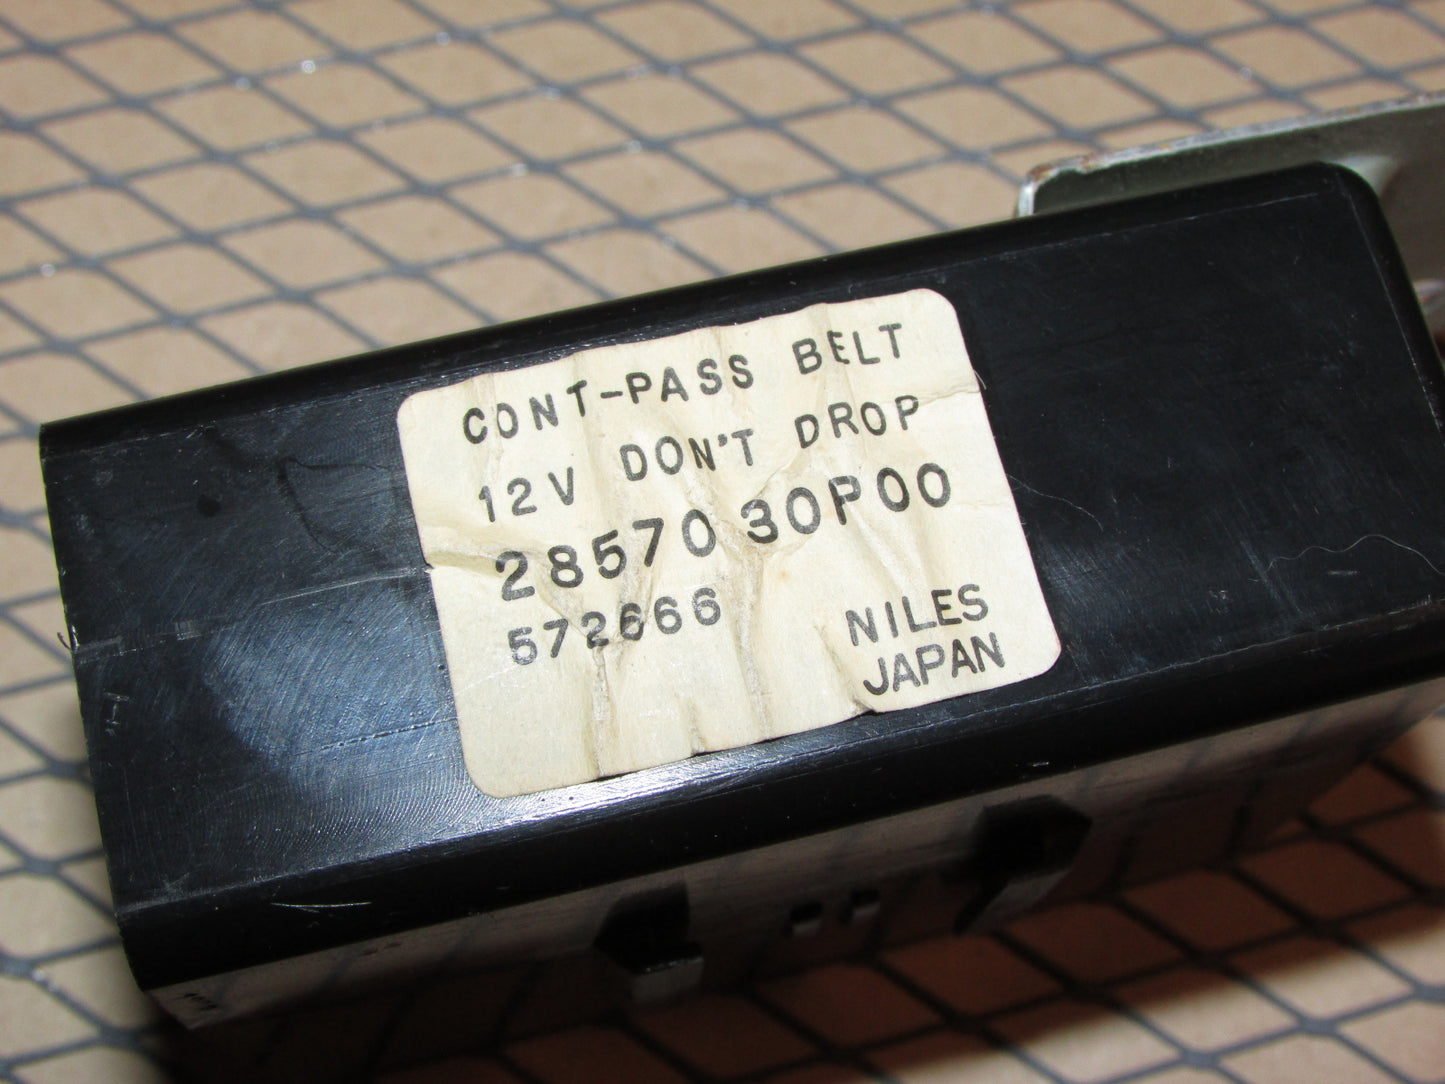 CONT-PASS BELT
12V DON'T DROP
28570 30P00
572666
NILES
JAPAN